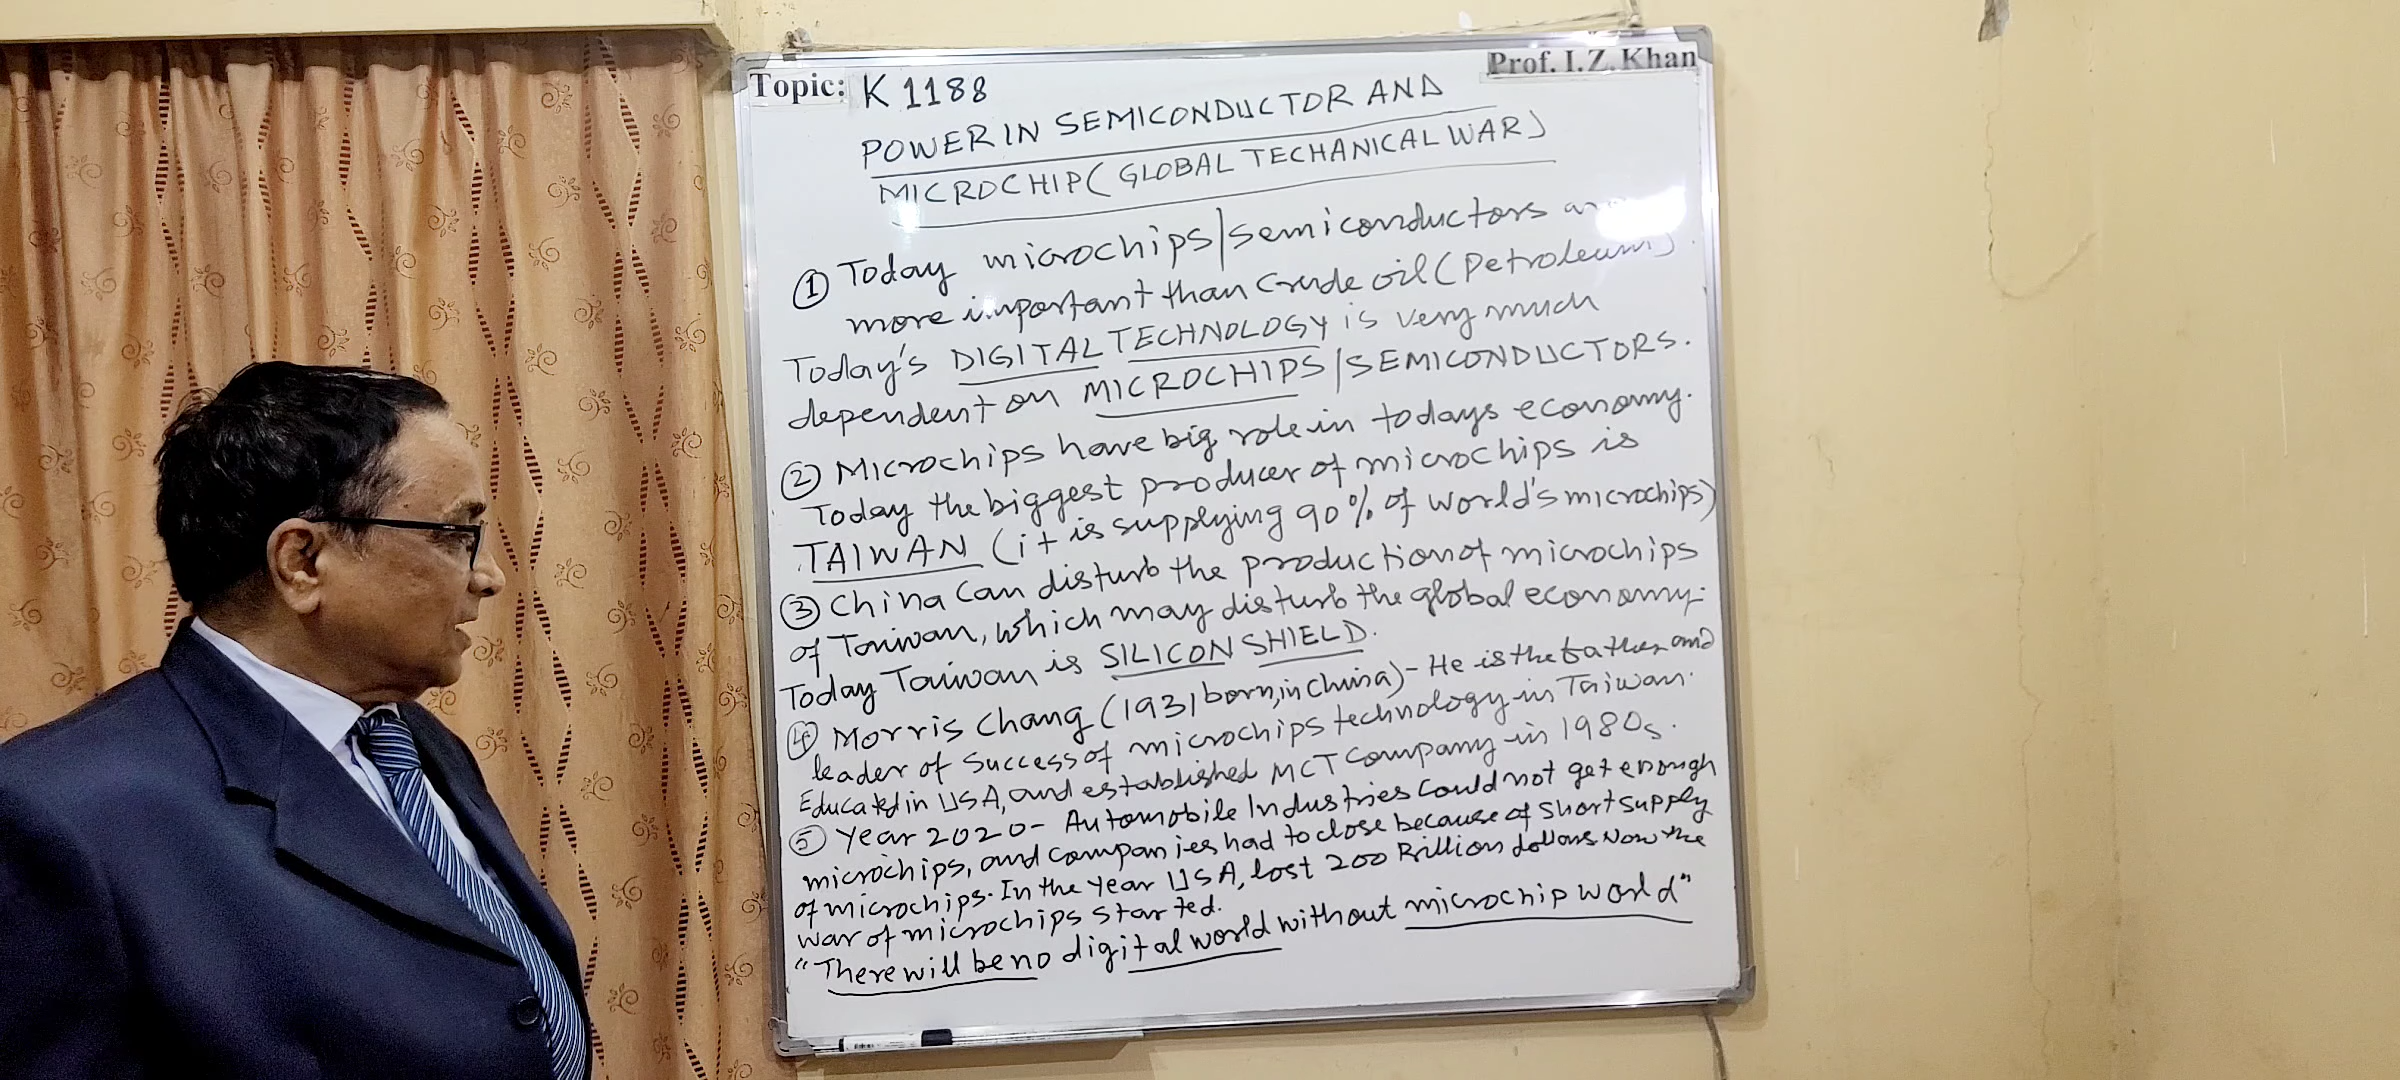 Prof. I.Z. Khan
Topic: K 1188
POWER IN SEMICONDUCTOR AND
MICROCHIP (GLOBAL TECHANICAL WAR)
① Today microchips/semiconductors are
more important than crude oil (Petroleum).
Today's DIGITAL TECHNOLOGY is very much
dependent on MICROCHIPS/SEMICONDUCTORS.
② Microchips have big role in todays economy.
Today the biggest producer of microchips is
TAIWAN (it is supplying 90% of world's microchips)
③ China can disturb the production of microchips
of Taiwan, which may disturb the global economy.
Today Taiwan is SILICON SHIELD.
④ Morris Chang (1931 born, in China) - He is the father and
leader of success of microchips technology in Taiwan.
Educated in USA, and established MCT Company in 1980s.
⑤ Year 2020 - Automobile Industries could not get enough
microchips, and companies had to close because of short supply
of microchips. In the year USA, lost 200 Billion dollars Now the
war of microchips started.
"There will be no digital world without microchip world"